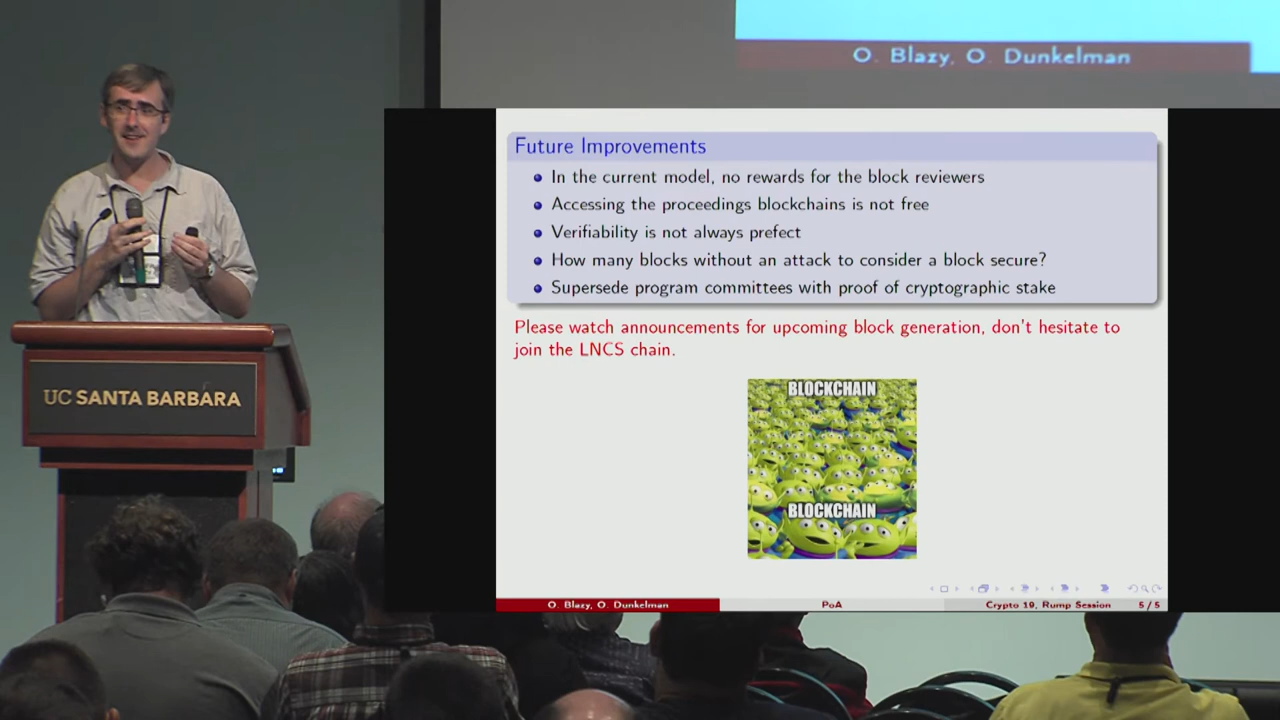 O. Blazy, O. Dunkelman
Future Improvements
In the current model, no rewards for the block reviewers
Accessing the proceedings blockchains is not free
Verifiability is not always prefect
How many blocks without an attack to consider a block secure?
Supersede program committees with proof of cryptographic stake
Please watch announcements for upcoming block generation, don't hesitate to
join the LNCS chain.
BLOCKCHAIN
BLOCKCHAIN
O. Blazy, O. Dunkelman
PoA
Crypto 19, Rump Session
5 / 5
UC SANTA BARBARA